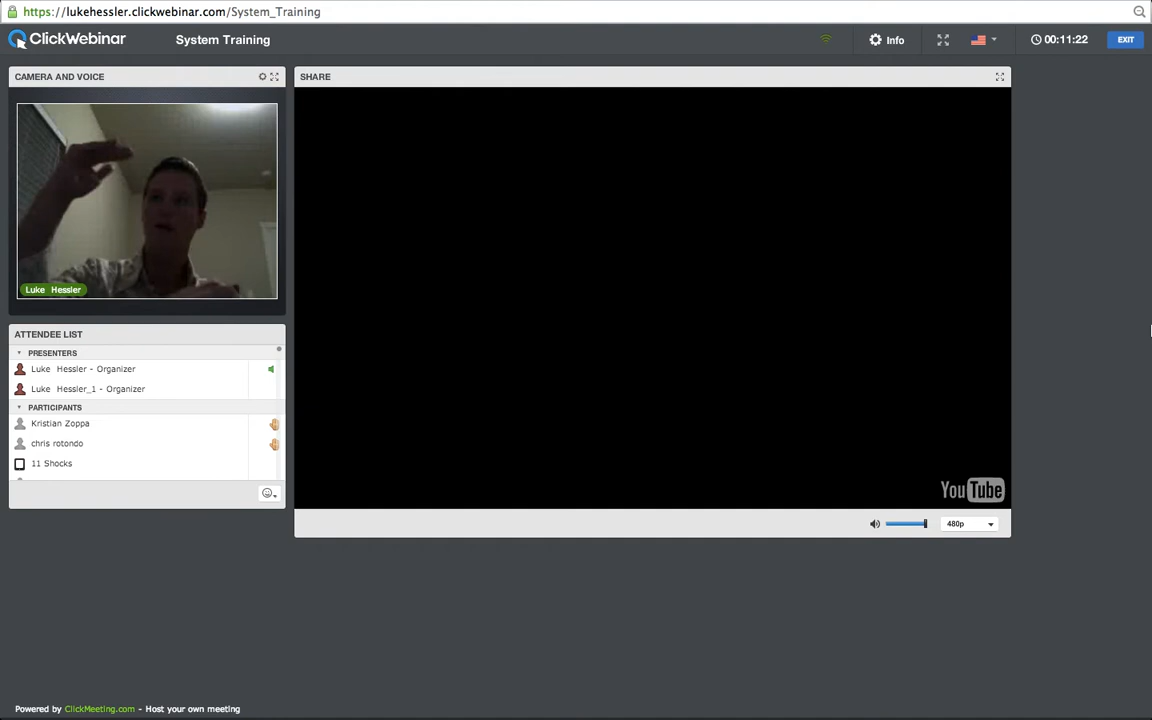 https://lukehessler.clickwebinar.com/System_Training
ClickWebinar
System Training
Info
00:11:22
EXIT
CAMERA AND VOICE
Luke Hessler
ATTENDEE LIST
PRESENTERS
Luke Hessler - Organizer
Luke Hessler_1 - Organizer
PARTICIPANTS
Kristian Zoppa
chris rotondo
11 Shocks
SHARE
YouTube
480p
Powered by ClickMeeting.com - Host your own meeting